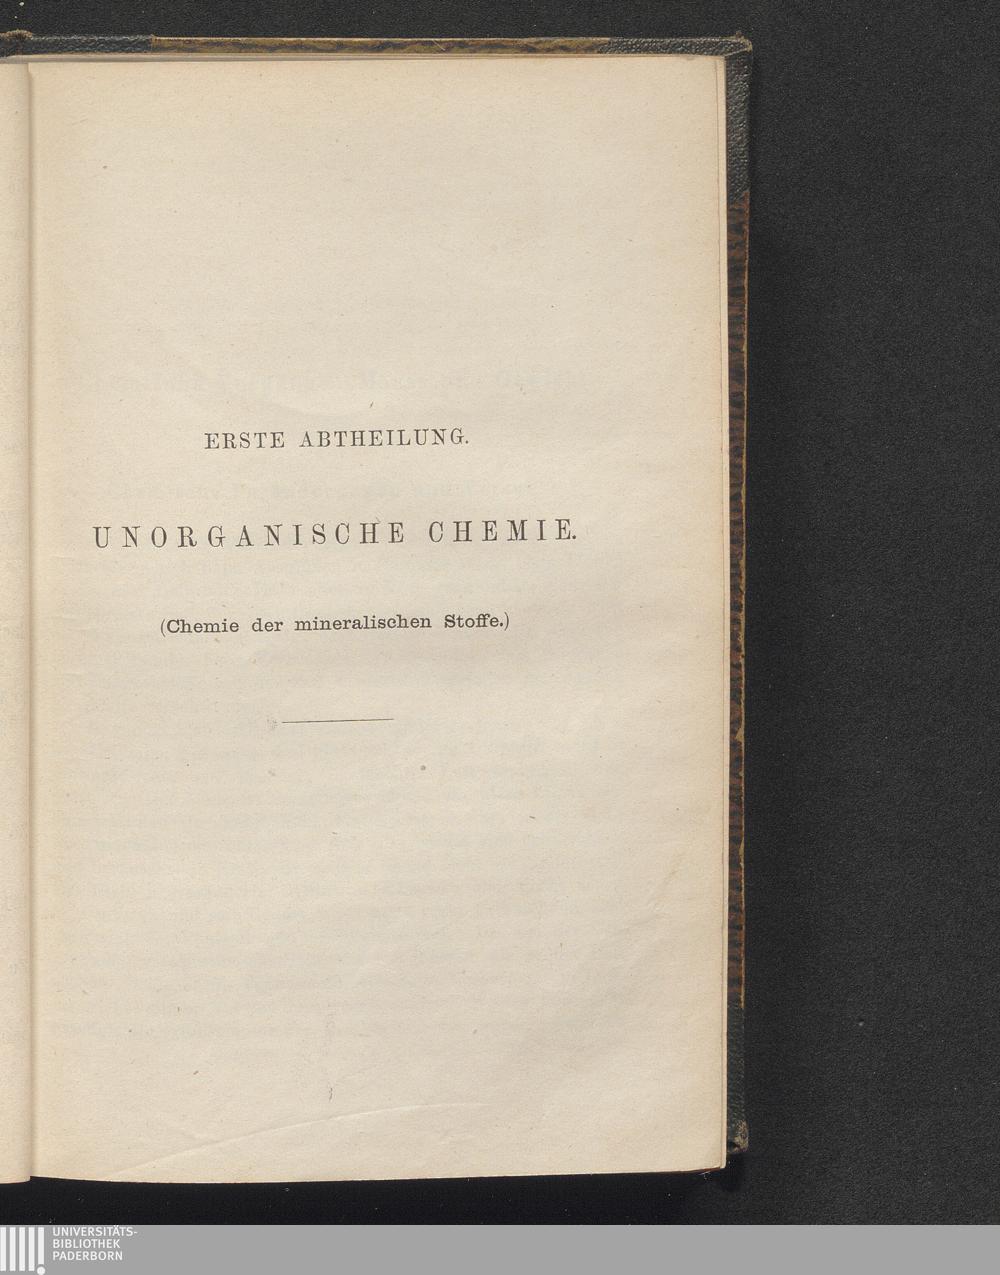 ERSTE ABTHEILUNG.
UNORGANISCHE CHEMIE.
(Chemie der mineralischen Stoffe.)
UNIVERSITÄTS-
BIBLIOTHEK
PADERBORN